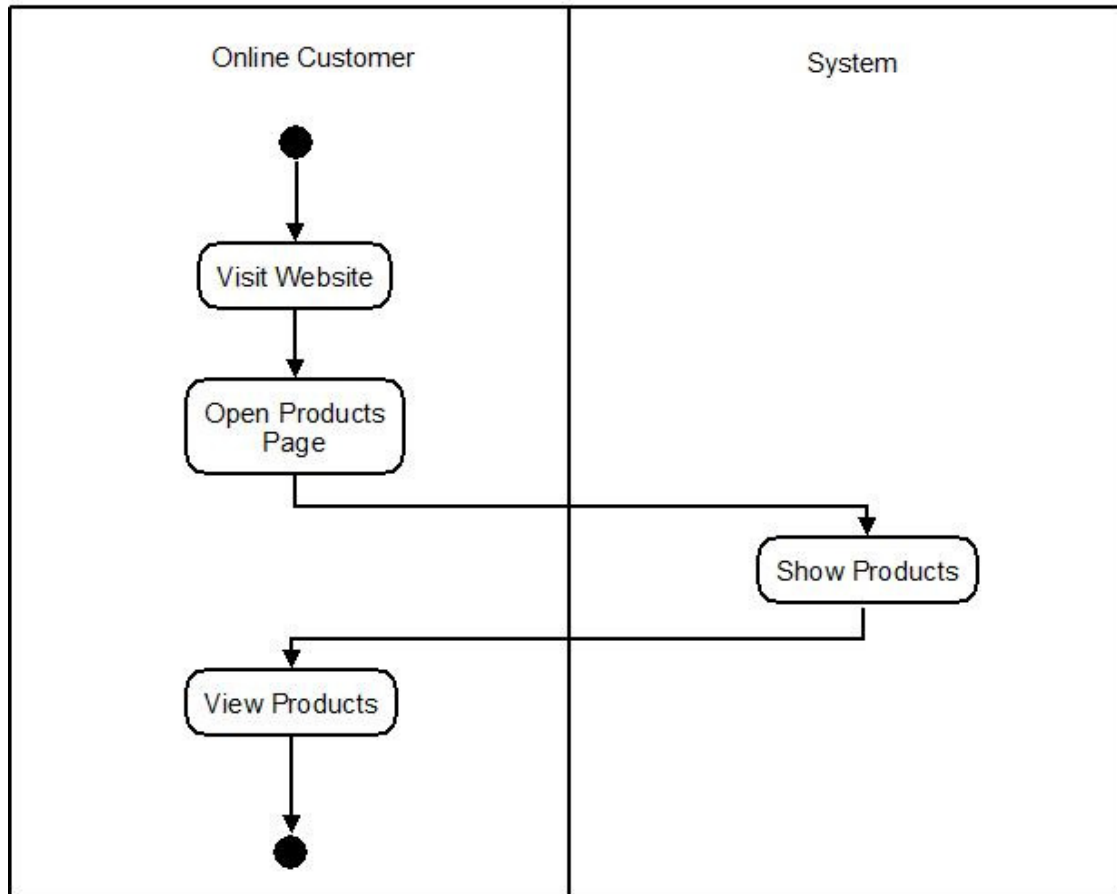 Online Customer
System
Visit Website
Open Products
Page
Show Products
View Products